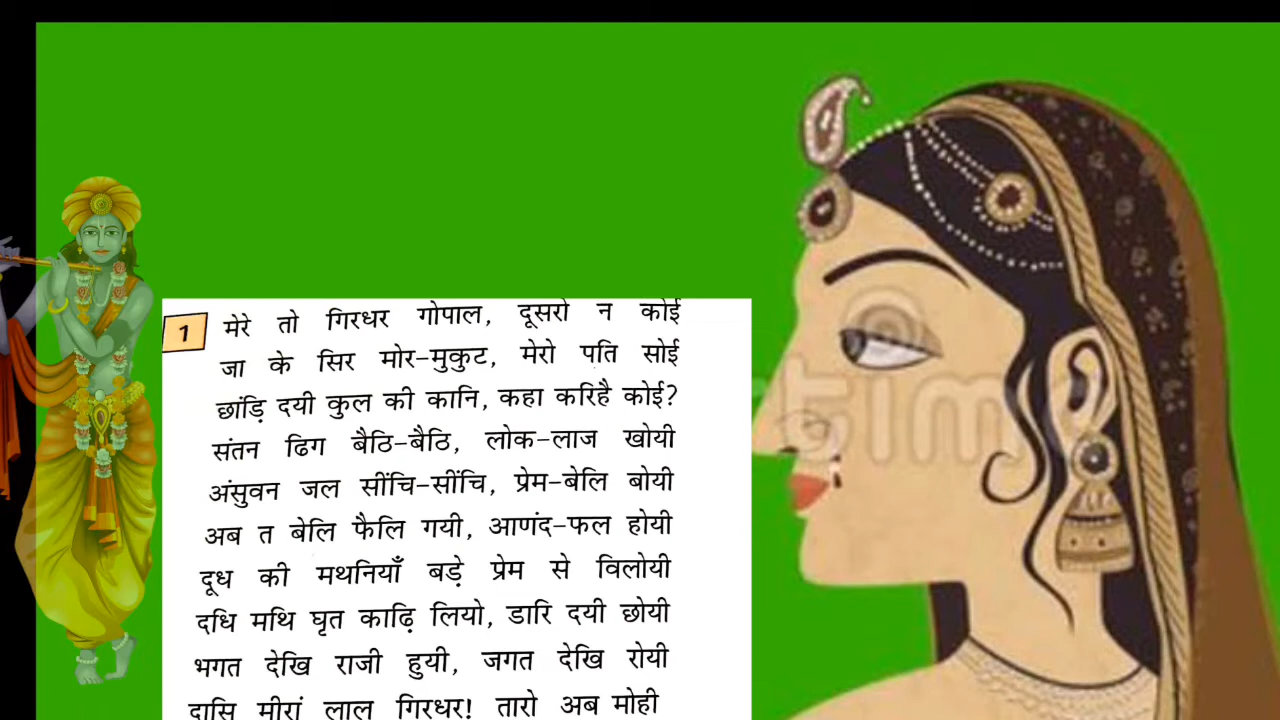 1 मेरे तो गिरधर गोपाल, दूसरो न कोई
जा के सिर मोर-मुकुट, मेरो पति सोई
छांड़ि दयी कुल की कानि, कहा करिहै कोई?
संतन ढिग बैठि-बैठि, लोक-लाज खोयी
अंसुवन जल सींचि-सींचि, प्रेम-बेलि बोयी
अब त बेलि फैलि गयी, आणंद-फल होयी
दूध की मथनियाँ बड़े प्रेम से विलोयी
दधि मथि घृत काढ़ि लियो, डारि दयी छोयी
भगत देखि राजी हुयी, जगत देखि रोयी
दासि मीरां लाल गिरधर! तारो अब मोही